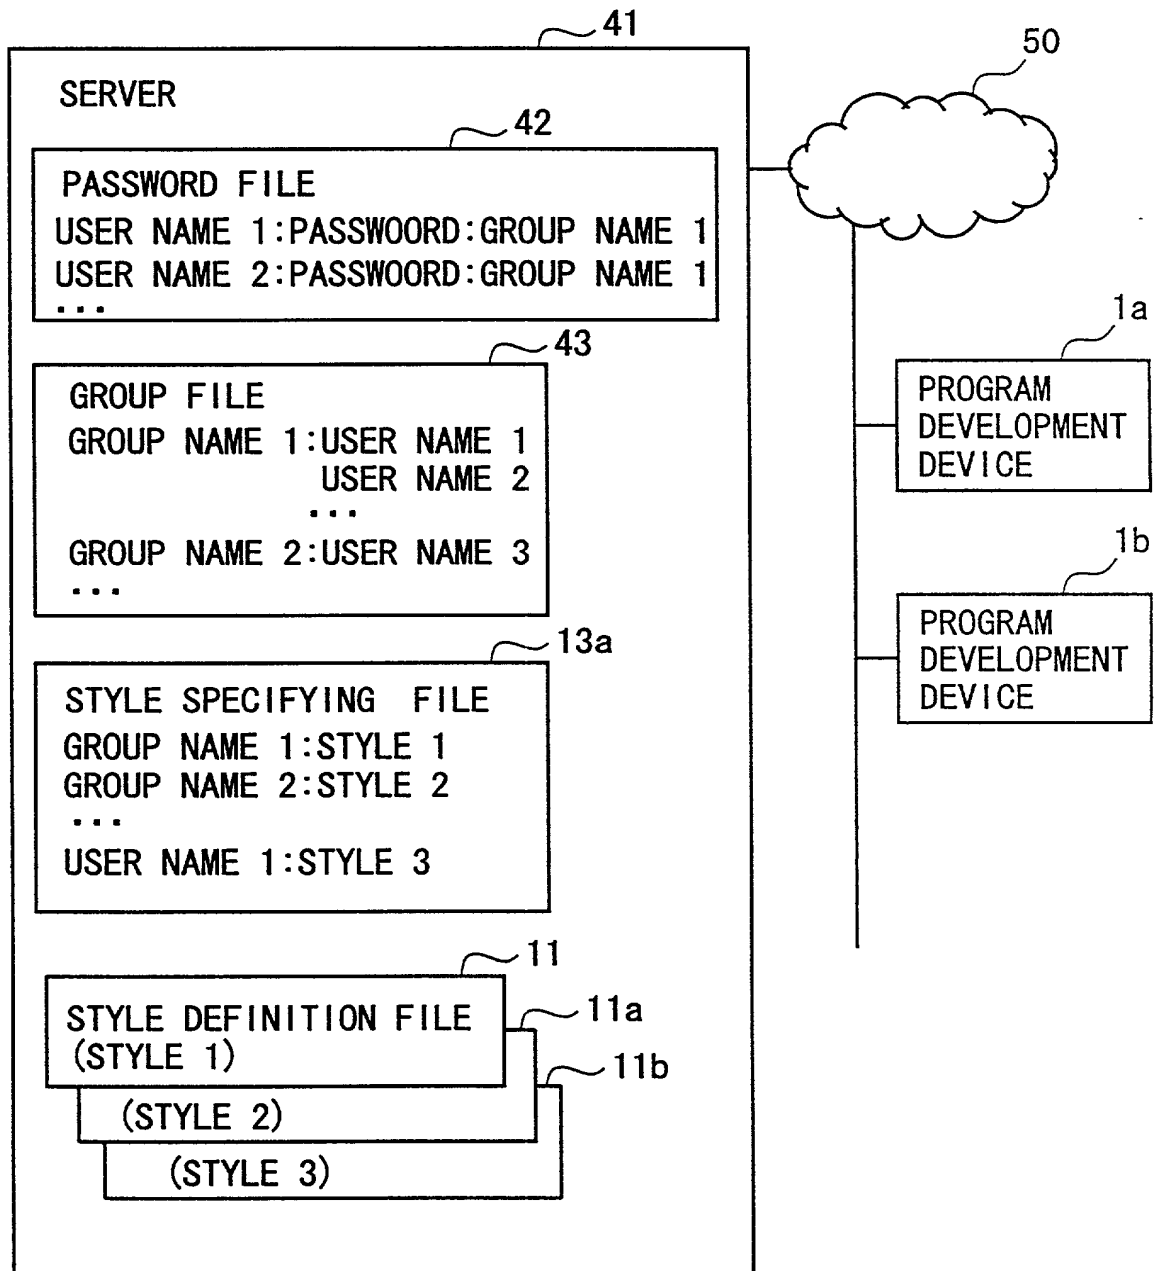 41
SERVER
42
PASSWORD FILE
USER NAME 1:PASSWOORD:GROUP NAME 1
USER NAME 2:PASSWOORD:GROUP NAME 1
...
43
GROUP FILE
GROUP NAME 1:USER NAME 1
USER NAME 2
...
GROUP NAME 2:USER NAME 3
...
13a
STYLE SPECIFYING FILE
GROUP NAME 1:STYLE 1
GROUP NAME 2:STYLE 2
...
USER NAME 1:STYLE 3
11
STYLE DEFINITION FILE
(STYLE 1)
11a
(STYLE 2)
11b
(STYLE 3)
50
1a
PROGRAM
DEVELOPMENT
DEVICE
1b
PROGRAM
DEVELOPMENT
DEVICE